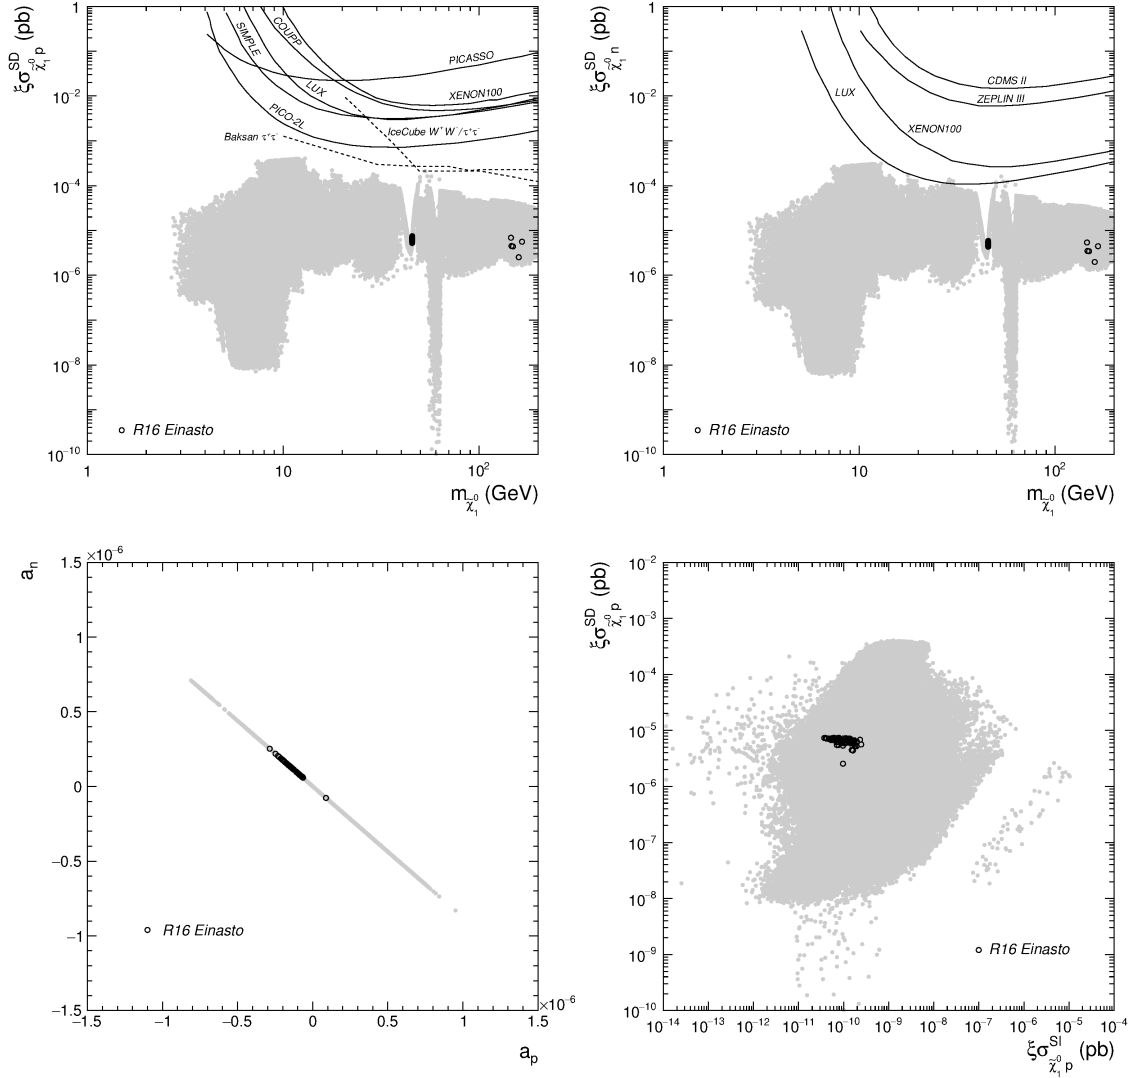 ξσ^SD_χ̃⁰₁ p (pb)
1
10⁻²
10⁻⁴
10⁻⁶
10⁻⁸
10⁻¹⁰
SIMPLE
COUPP
PICASSO
LUX
XENON100
PICO-2L
Baksan τ⁺τ⁻
IceCube W⁺W⁻/τ⁺τ⁻
R16 Einasto
1 10 10²
m_χ̃⁰₁ (GeV)
ξσ^SD_χ̃⁰₁ n (pb)
1
10⁻²
10⁻⁴
10⁻⁶
10⁻⁸
10⁻¹⁰
CDMS II
LUX
ZEPLIN III
XENON100
R16 Einasto
1 10 10²
m_χ̃⁰₁ (GeV)
×10⁻⁶
aₙ
1.5
1
0.5
0
−0.5
−1
−1.5
R16 Einasto
×10⁻⁶
−1.5 −1 −0.5 0 0.5 1 1.5
aₚ
ξσ^SD_χ̃⁰₁ p (pb)
10⁻²
10⁻³
10⁻⁴
10⁻⁵
10⁻⁶
10⁻⁷
10⁻⁸
10⁻⁹
10⁻¹⁰
R16 Einasto
10⁻¹⁴ 10⁻¹³ 10⁻¹² 10⁻¹¹ 10⁻¹⁰ 10⁻⁹ 10⁻⁸ 10⁻⁷ 10⁻⁶ 10⁻⁵ 10⁻⁴
ξσ^SI_χ̃⁰₁ p (pb)